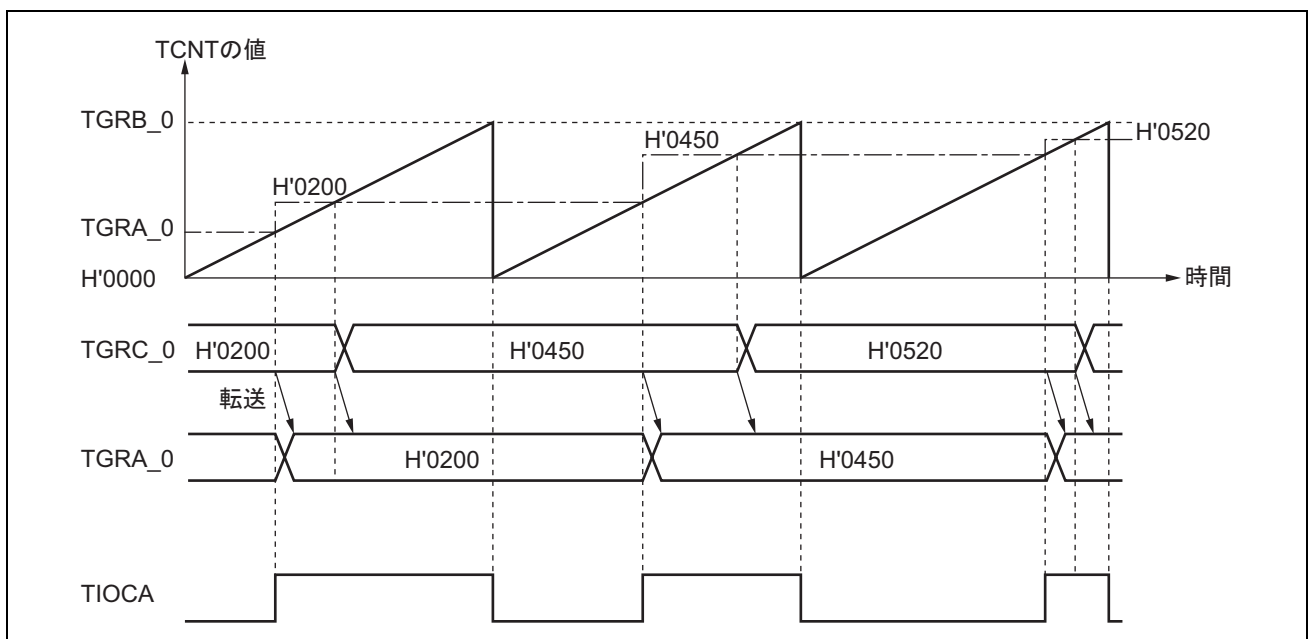 TCNTの値
TGRB_0
H'0520
H'0450
H'0200
TGRA_0
H'0000
時間
TGRC_0
H'0200
H'0450
H'0520
転送
TGRA_0
H'0200
H'0450
TIOCA